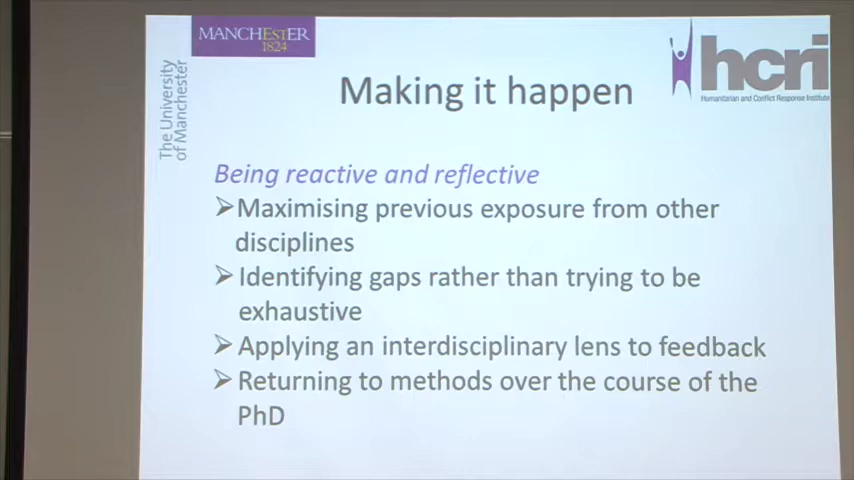 MANCHESTER
1824
The University
of Manchester
hcri
Humanitarian and Conflict Response Institute
Making it happen
Being reactive and reflective
➢Maximising previous exposure from other
disciplines
➢Identifying gaps rather than trying to be
exhaustive
➢Applying an interdisciplinary lens to feedback
➢Returning to methods over the course of the
PhD